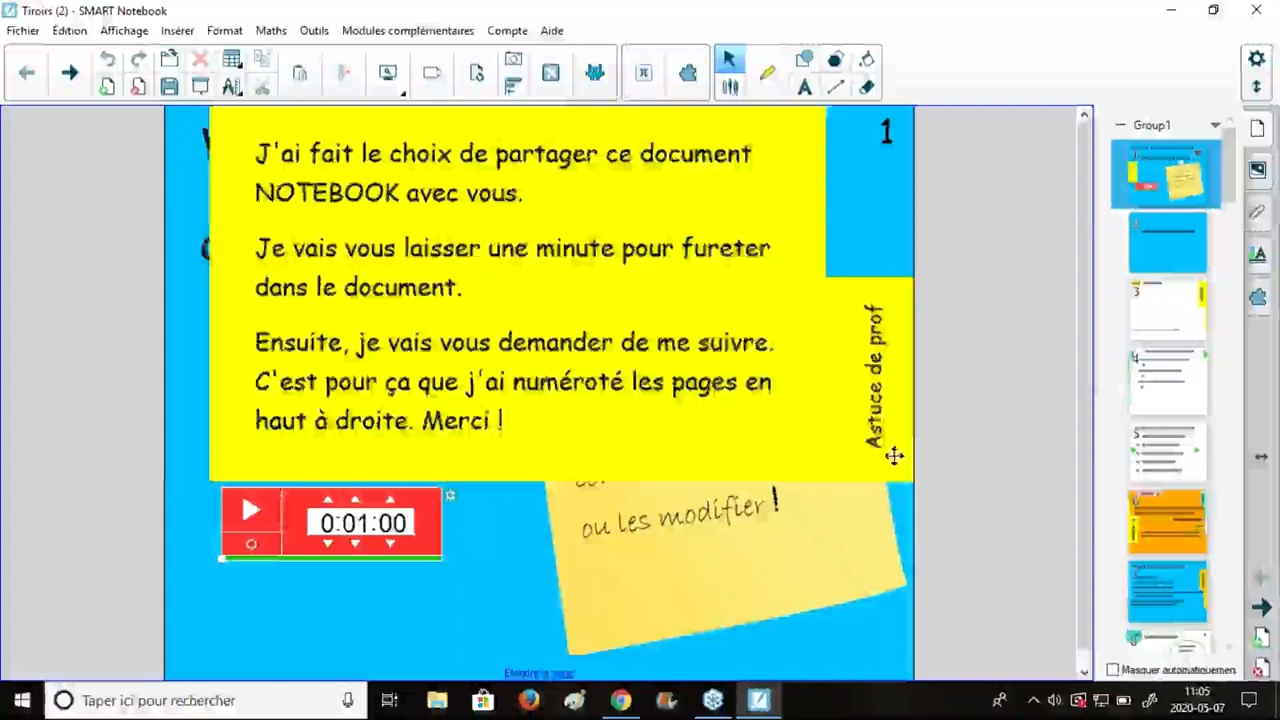 Tiroirs (2) - SMART Notebook
Fichier Édition Affichage Insérer Format Maths Outils Modules complémentaires Compte Aide
1
J'ai fait le choix de partager ce document
NOTEBOOK avec vous.
Je vais vous laisser une minute pour fureter
dans le document.
Ensuite, je vais vous demander de me suivre.
C'est pour ça que j'ai numéroté les pages en
haut à droite. Merci !
Astuce de prof
ou les modifier !
0:01:00
Group1
3
4
5
Masquer automatiquemen
Taper ici pour rechercher
11:05
2020-05-07